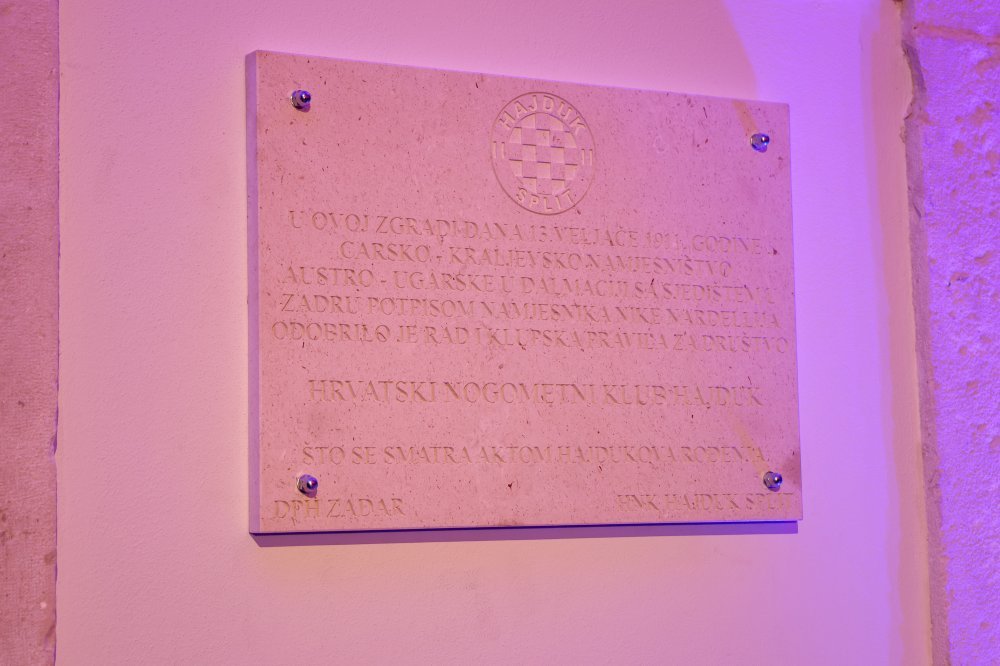 HAJDUK
SPLIT
U OVOJ ZGRADI DANA 13. VELJAČE 1911. GODINE
CARSKO - KRALJEVSKO NAMJESNIŠTVO
AUSTRO - UGARSKE U DALMACIJI SA SJEDIŠTEM U
ZADRU POTPISOM NAMJESNIKA NIKE NARDELLIJA
ODOBRILO JE RAD I KLUPSKA PRAVILA ZA DRUŠTVO
HRVATSKI NOGOMETNI KLUB HAJDUK
ŠTO SE SMATRA AKTOM HAJDUKOVA ROĐENJA.
DPH ZADAR
HNK HAJDUK SPLIT